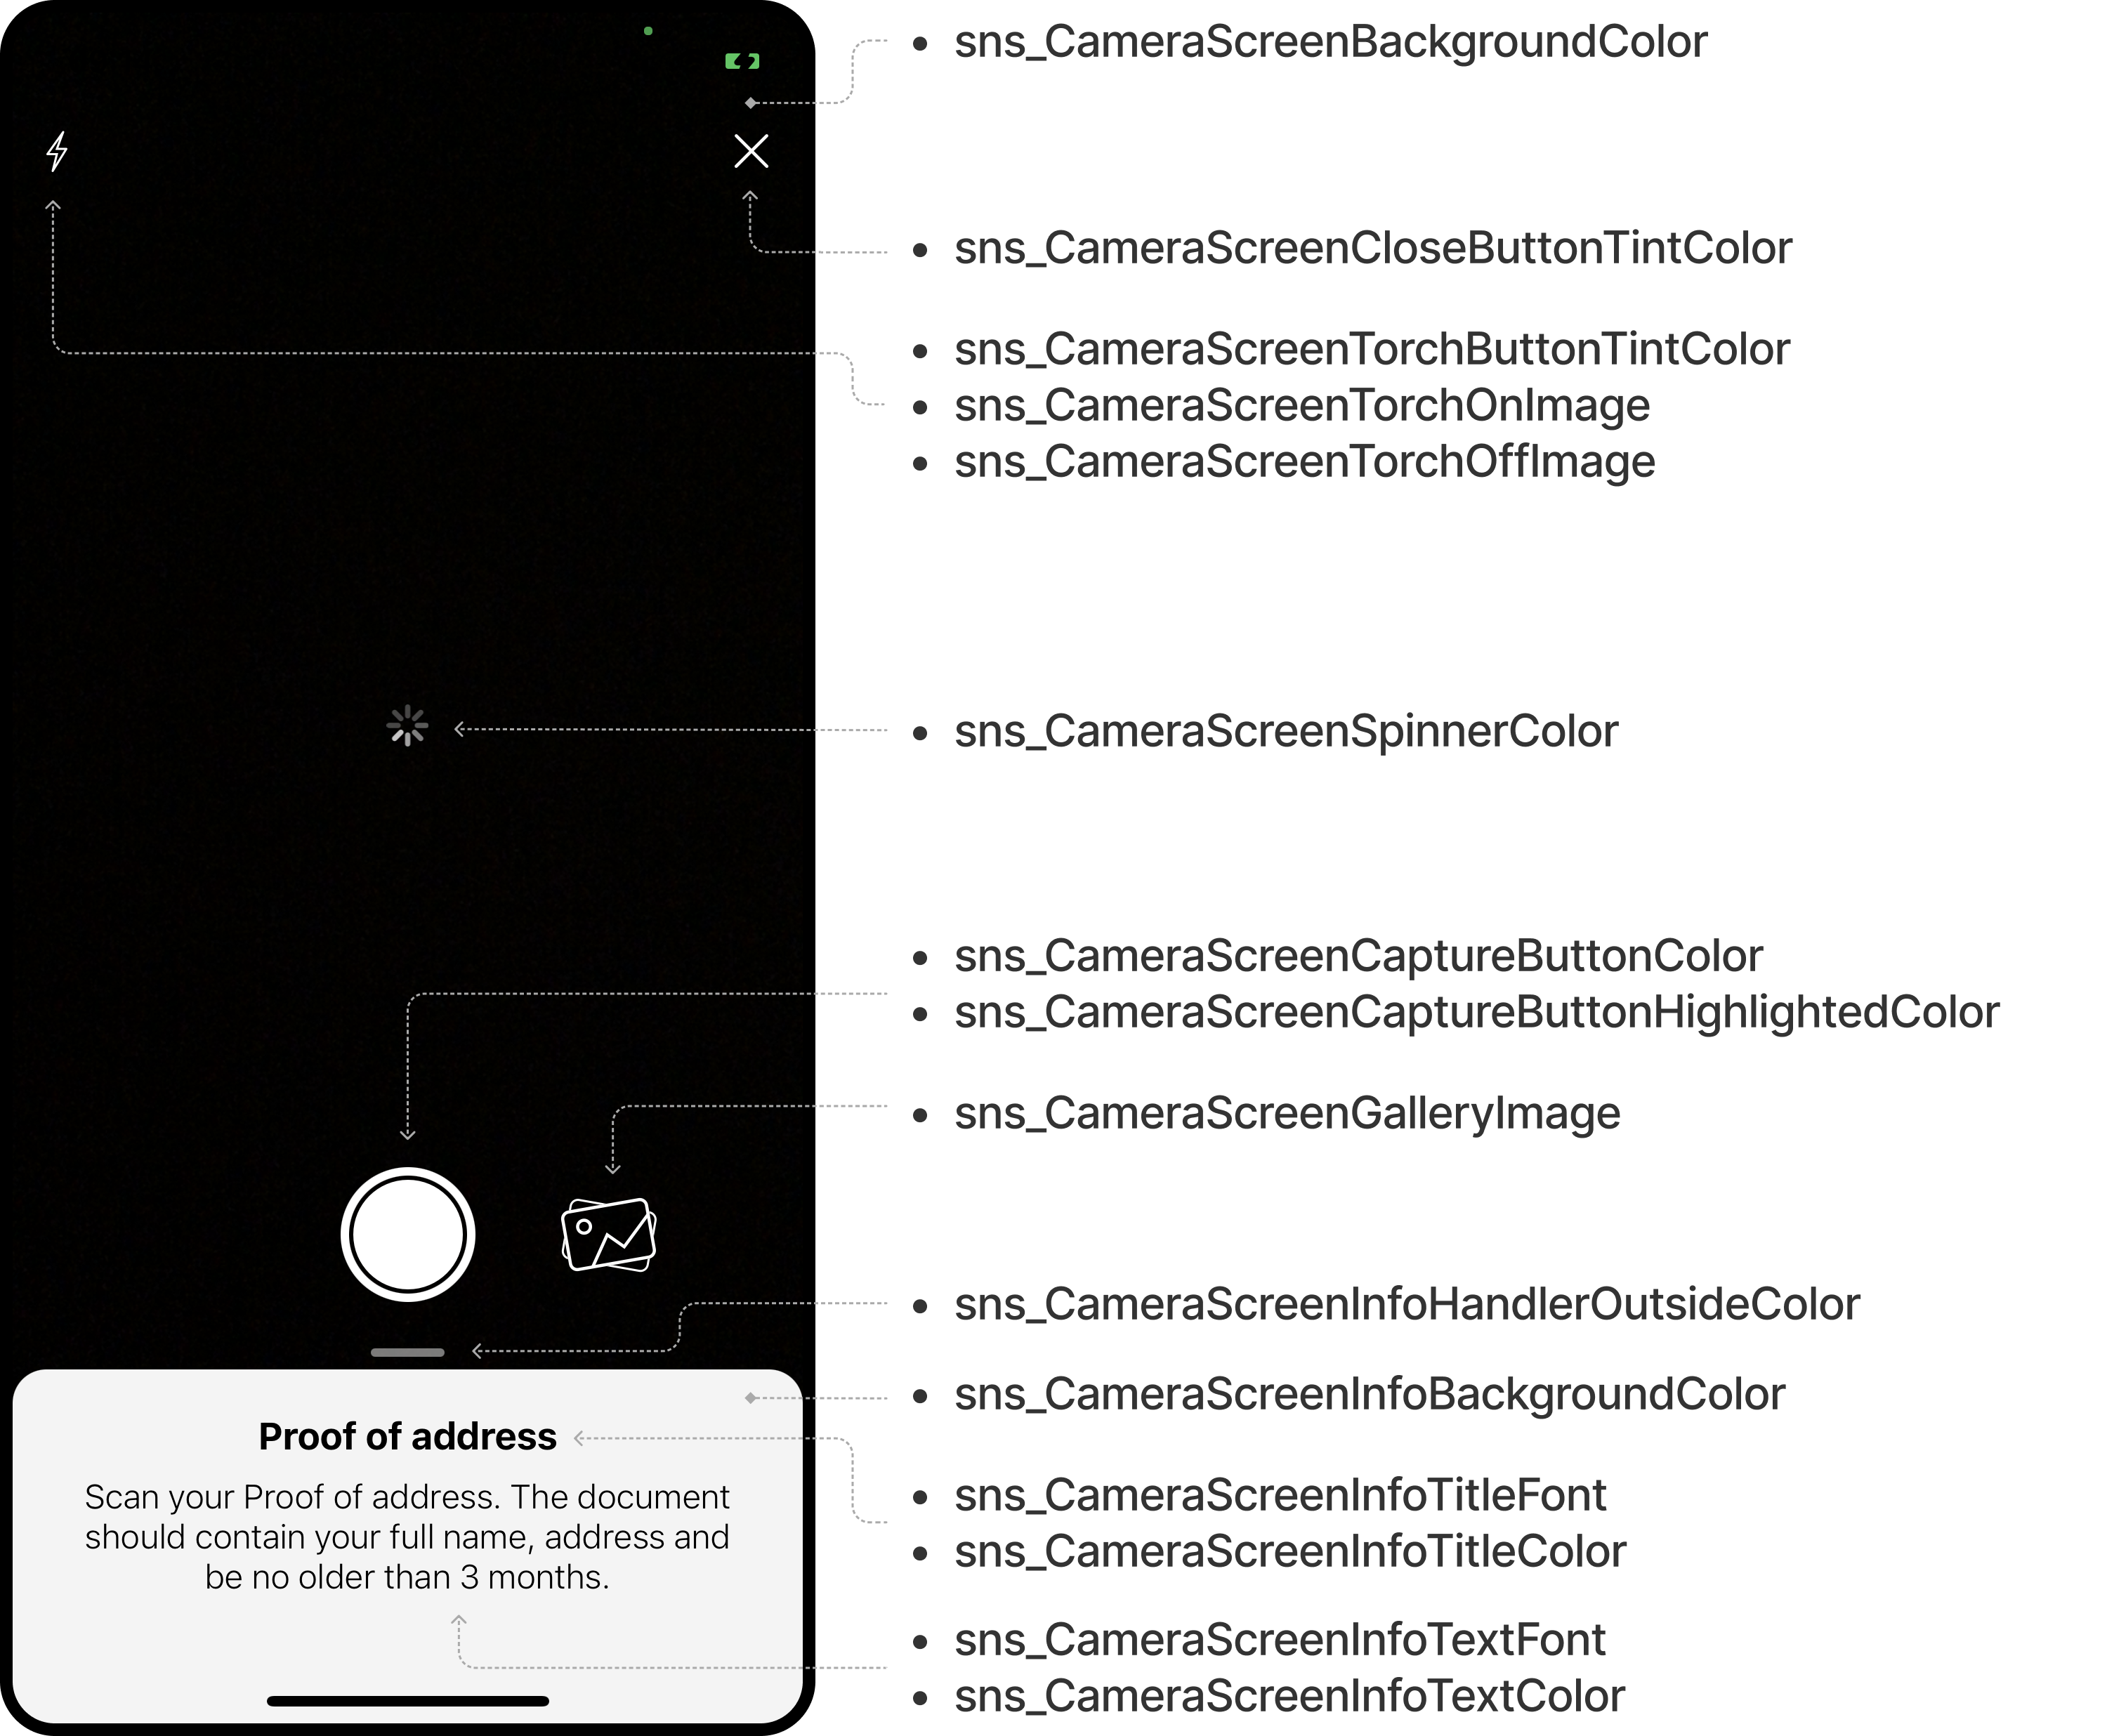 sns_CameraScreenBackgroundColor
sns_CameraScreenCloseButtonTintColor
sns_CameraScreenTorchButtonTintColor
sns_CameraScreenTorchOnImage
sns_CameraScreenTorchOffImage
sns_CameraScreenSpinnerColor
sns_CameraScreenCaptureButtonColor
sns_CameraScreenCaptureButtonHighlightedColor
sns_CameraScreenGalleryImage
sns_CameraScreenInfoHandlerOutsideColor
sns_CameraScreenInfoBackgroundColor
Proof of address
Scan your Proof of address. The document
should contain your full name, address and
be no older than 3 months.
sns_CameraScreenInfoTitleFont
sns_CameraScreenInfoTitleColor
sns_CameraScreenInfoTextFont
sns_CameraScreenInfoTextColor